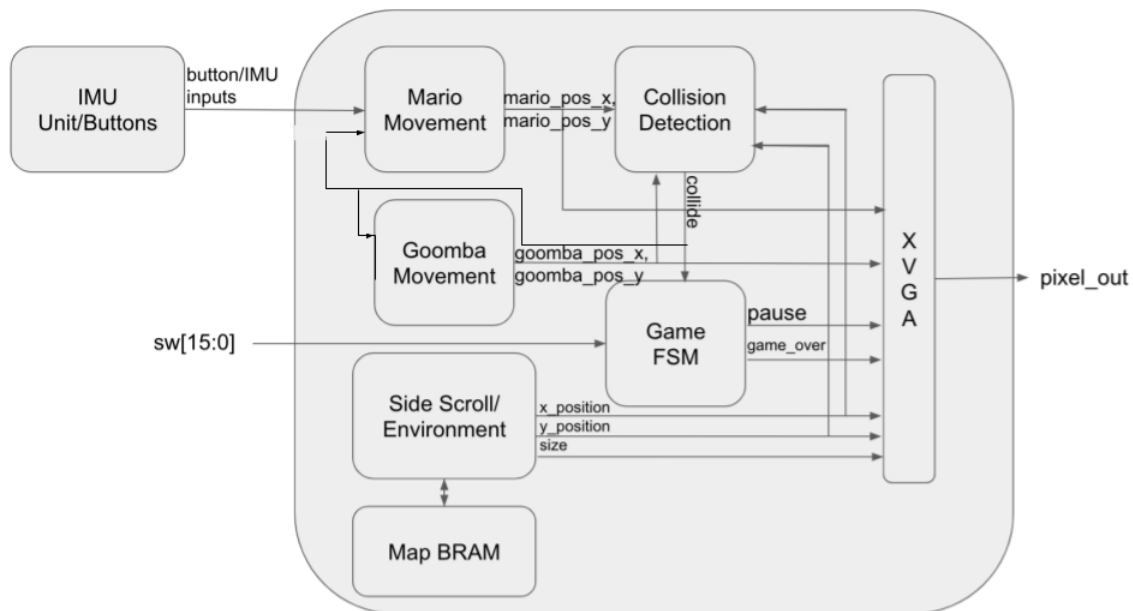 IMU
Unit/Buttons
button/IMU
inputs
Mario
Movement
mario_pos_x,
mario_pos_y
Collision
Detection
collide
Goomba
Movement
goomba_pos_x,
goomba_pos_y
X
V
G
A
pixel_out
sw[15:0]
Game
FSM
pause
game_over
Side Scroll/
Environment
x_position
y_position
size
Map BRAM